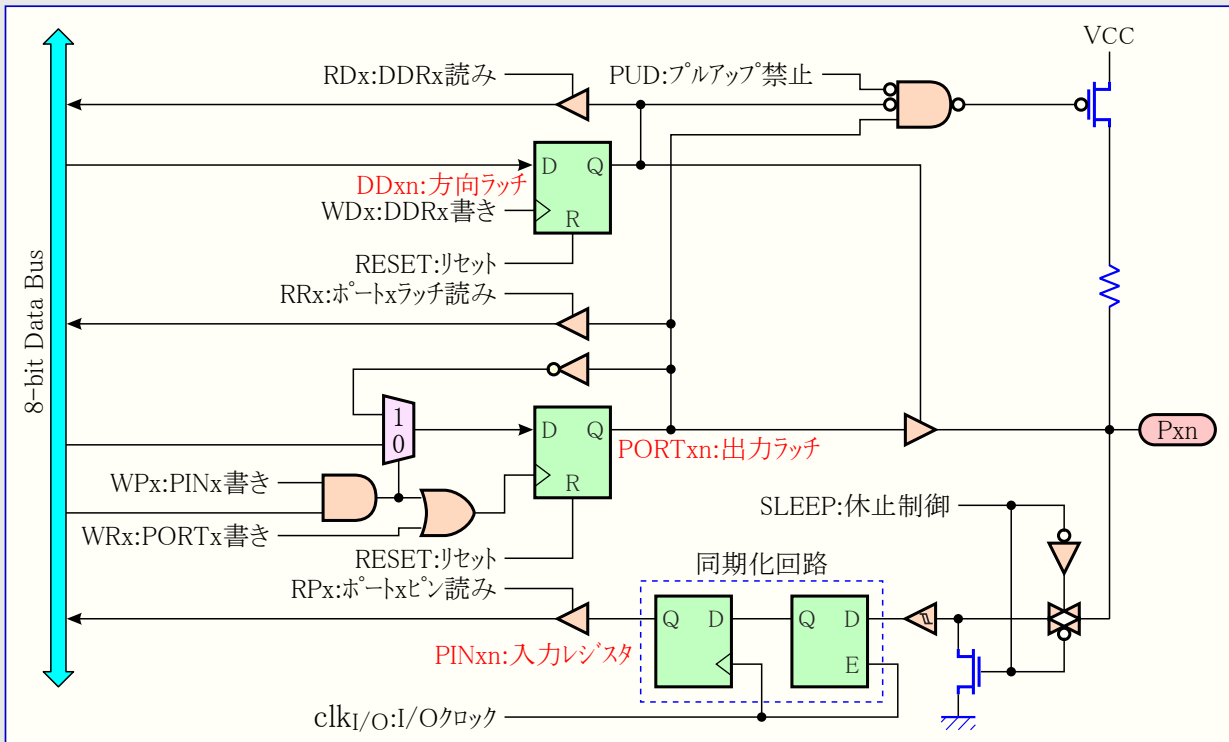 VCC
RDx:DDRx読み
PUD:プルアップ禁止
D
Q
DDxn:方向ラッチ
WDx:DDRx書き
R
RESET:リセット
RRx:ポートxラッチ読み
8-bit Data Bus
1
0
D
Q
PORTxn:出力ラッチ
Pxn
WPx:PINx書き
R
WRx:PORTx書き
SLEEP:休止制御
RESET:リセット
同期化回路
RPx:ポートxピン読み
Q
D
Q
D
PINxn:入力レジスタ
E
clkI/O:I/Oクロック